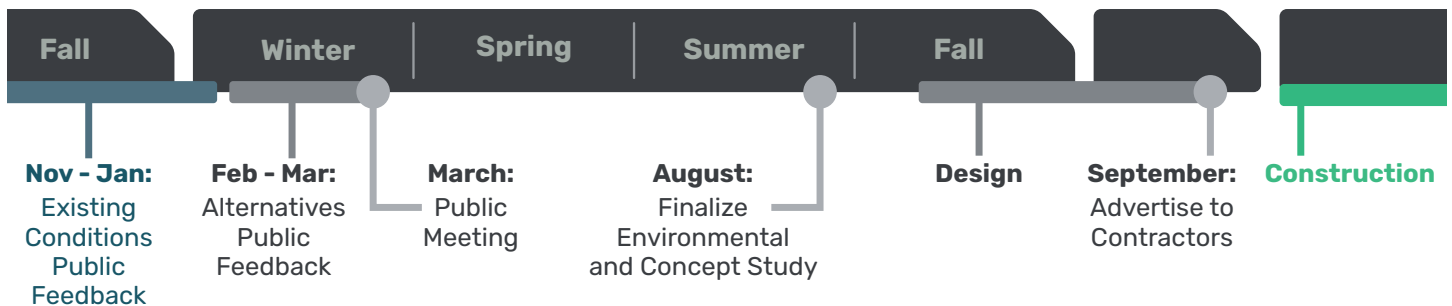 Fall
Winter
Spring
Summer
Fall
Nov - Jan:
Existing
Conditions
Public
Feedback
Feb - Mar:
Alternatives
Public
Feedback
March:
Public
Meeting
August:
Finalize
Environmental
and Concept Study
Design
September:
Advertise to
Contractors
Construction